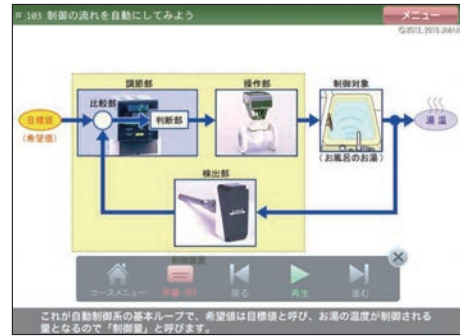 103 制御の流れを自動にしてみよう
メニュー
調節部
操作部
制御対象
比較部
目標値
判断部
湯温
(希望値)
(お風呂のお湯)
検出部
コースメニュー
戻る
再生
進む
これが自動制御系の基本ループで、希望値は目標値と呼び、お湯の温度が制御される
量となるので「制御量」と呼びます。